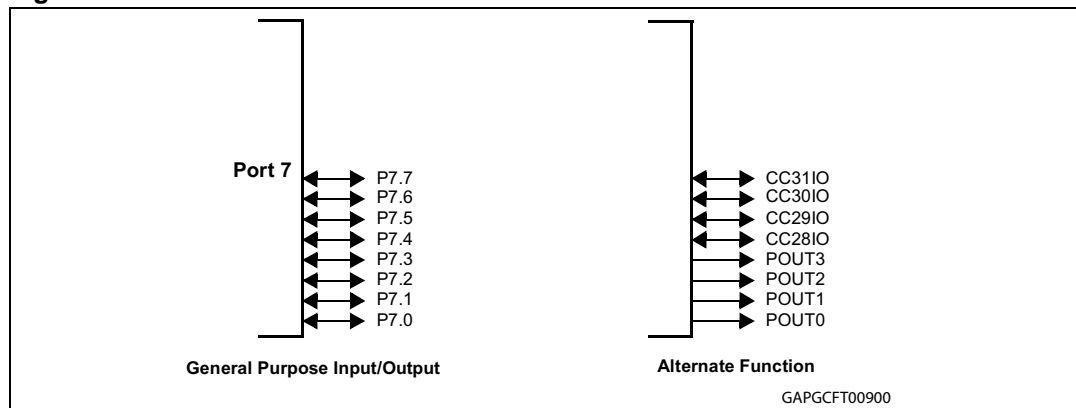 Port 7
P7.7
P7.6
P7.5
P7.4
P7.3
P7.2
P7.1
P7.0
General Purpose Input/Output
CC31IO
CC30IO
CC29IO
CC28IO
POUT3
POUT2
POUT1
POUT0
Alternate Function
GAPGCFT00900